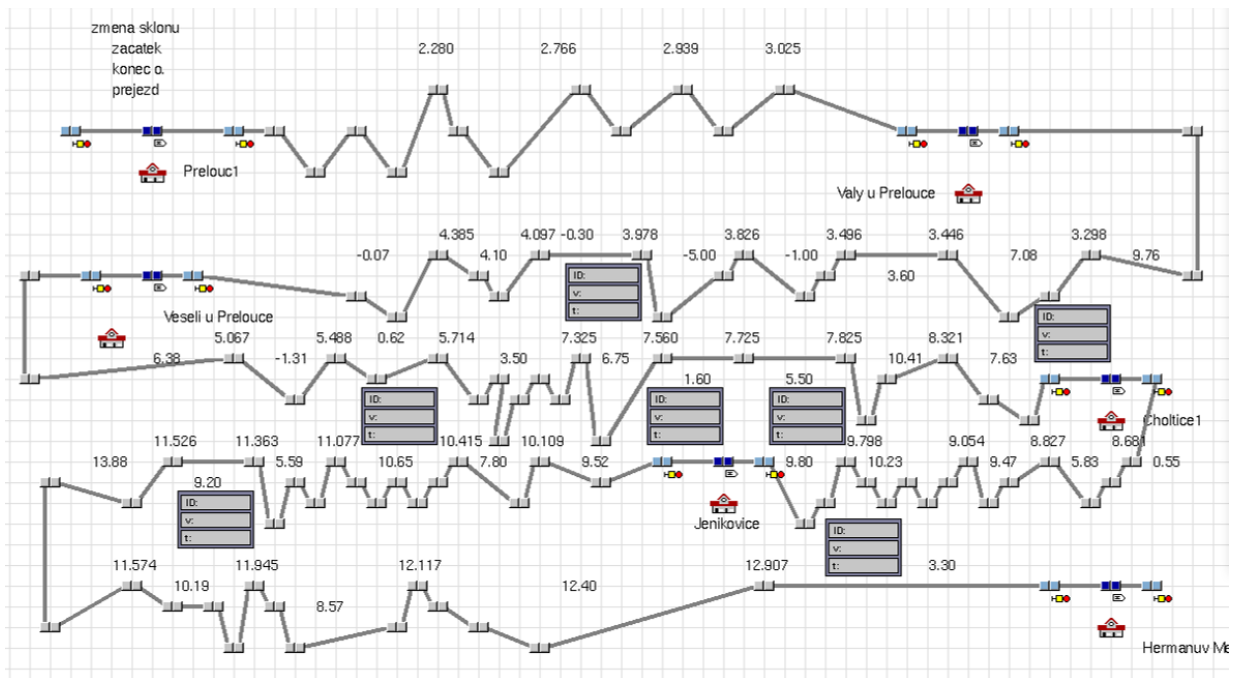 zmena sklonu
zacatek
konec o.
prejezd
2.280 2.766 2.939 3.025
Prelouc1
Valy u Prelouce
4.385 4.097 -0.30 3.978 3.826 3.496 3.446 3.298
-0.07 4.10 -5.00 -1.00 7.08 9.76
3.60
ID:
v:
t:
ID:
v:
t:
Veseli u Prelouce
5.067 5.486 0.62 5.714 7.325 7.560 7.725 7.825 8.321
6.38 -1.31 3.50 6.75 10.41 7.63
1.60 5.50
ID:
v:
t:
ID:
v:
t:
ID:
v:
t:
Choltice1
11.526 11.363 11.077 10.415 10.109 9.798 9.054 8.827 8.681
13.88 5.59 10.65 7.80 9.52 9.80 10.23 9.47 5.83 0.55
9.20
ID:
v:
t:
Jenikovice
ID:
v:
t:
11.574 11.945 12.117 12.907 3.30
10.19 12.40
8.57
Hermanuv Me